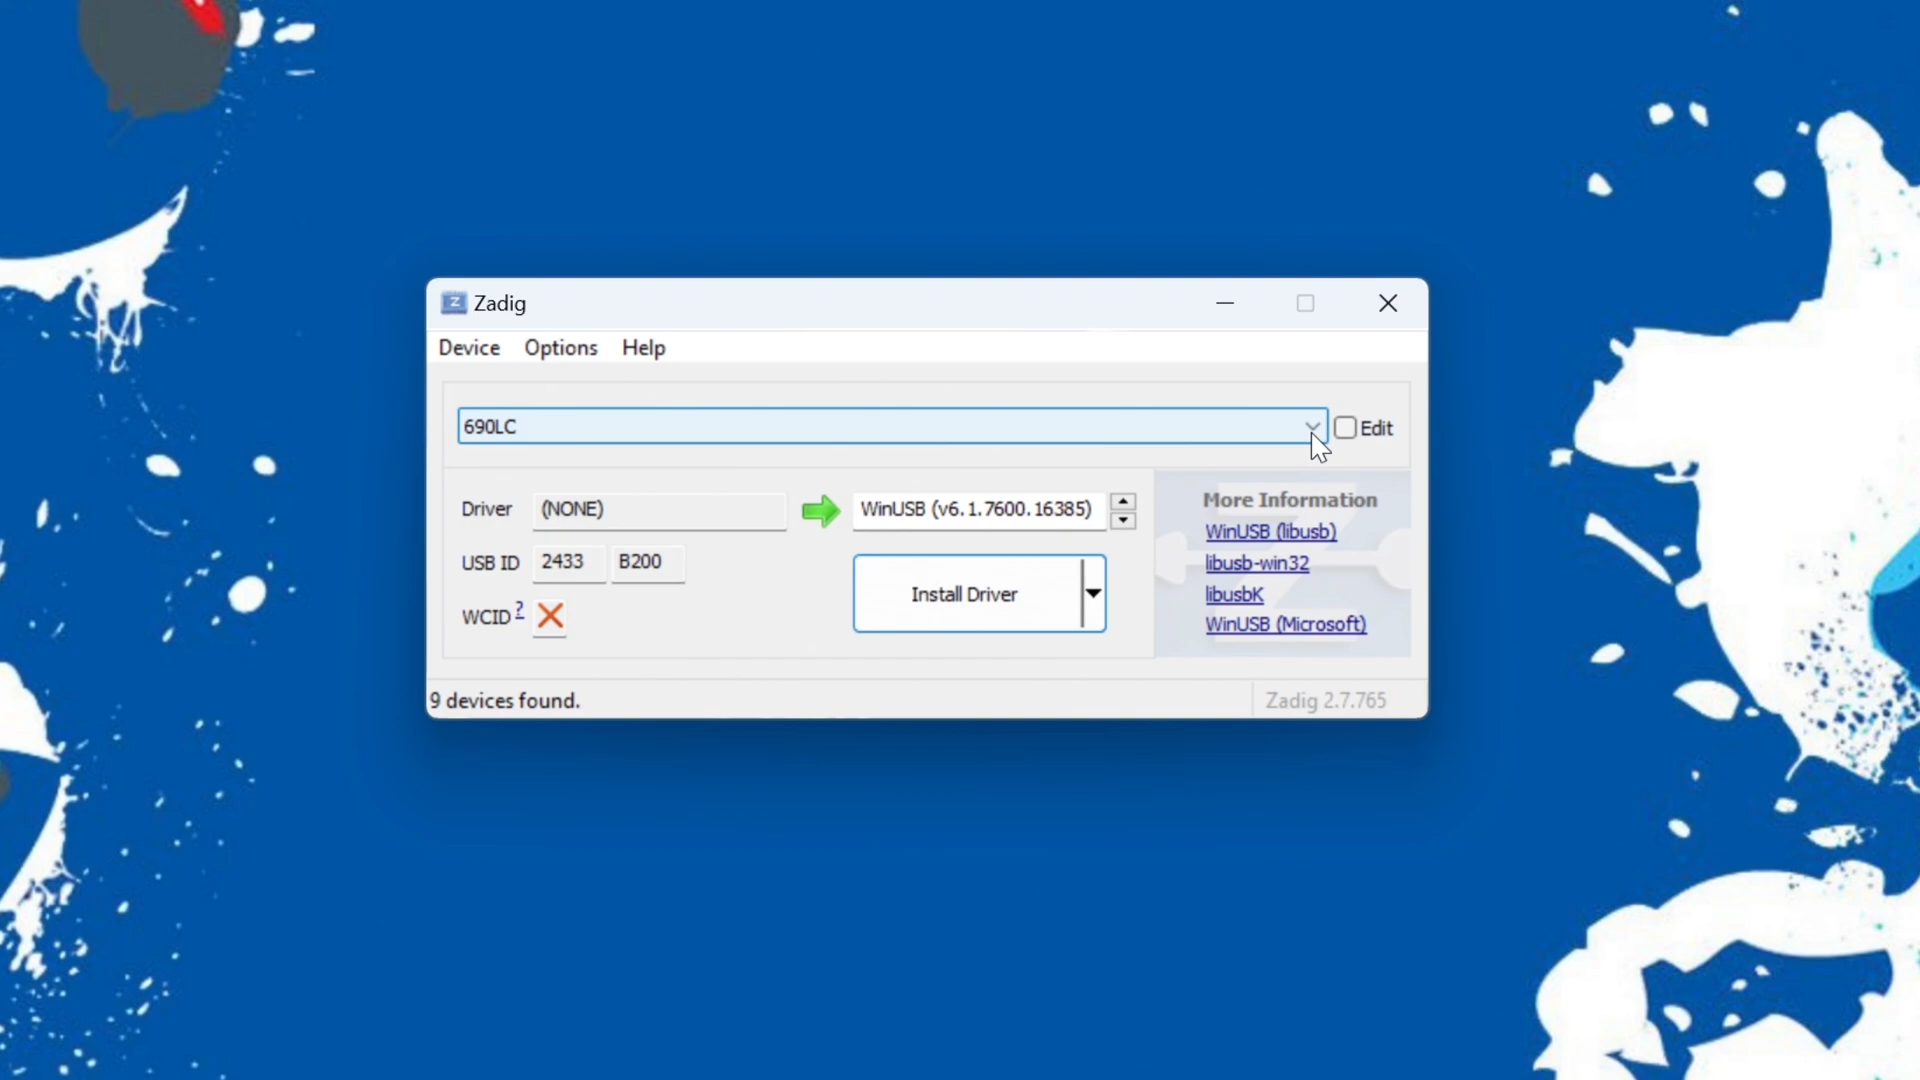 Zadig
Device Options Help
690LC
Edit
Driver (NONE) WinUSB (v6.1.7600.16385)
USB ID 2433 B200
WCID ?
Install Driver
More Information
WinUSB (libusb)
libusb-win32
libusbK
WinUSB (Microsoft)
9 devices found.
Zadig 2.7.765